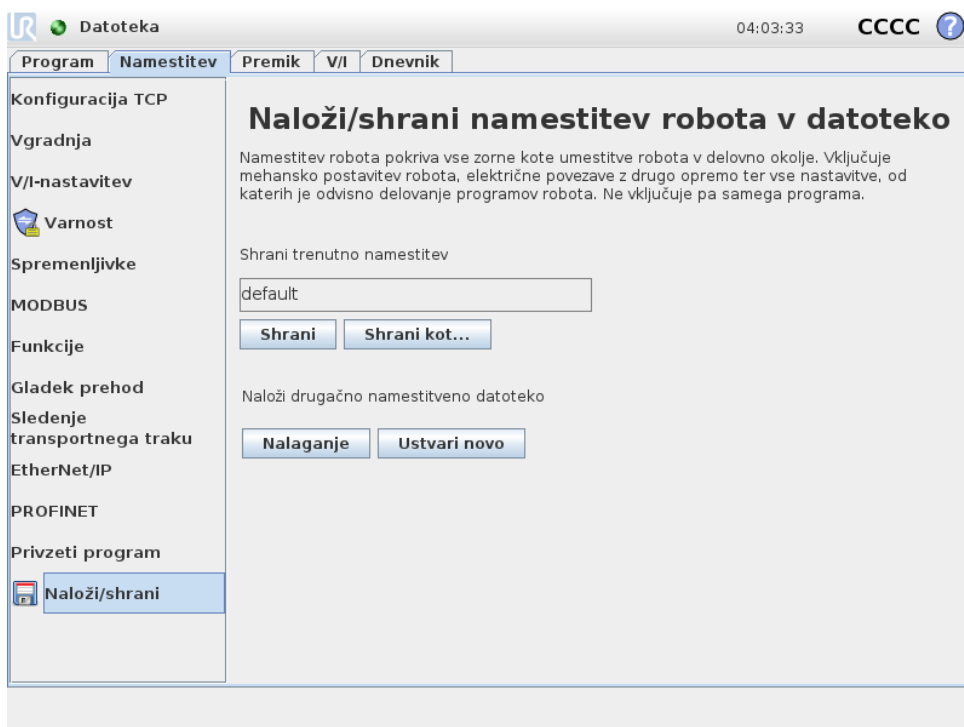 UR Datoteka 04:03:33 CCCC ?
Program Namestitev Premik V/I Dnevnik
Konfiguracija TCP
Vgradnja
V/I-nastavitev
Varnost
Spremenljivke
MODBUS
Funkcije
Gladek prehod
Sledenje
transportnega traku
EtherNet/IP
PROFINET
Privzeti program
Naloži/shrani
Naloži/shrani namestitev robota v datoteko
Namestitev robota pokriva vse zorne kote umestitve robota v delovno okolje. Vključuje
mehansko postavitev robota, električne povezave z drugo opremo ter vse nastavitve, od
katerih je odvisno delovanje programov robota. Ne vključuje pa samega programa.
Shrani trenutno namestitev
default
Shrani Shrani kot...
Naloži drugačno namestitveno datoteko
Nalaganje Ustvari novo